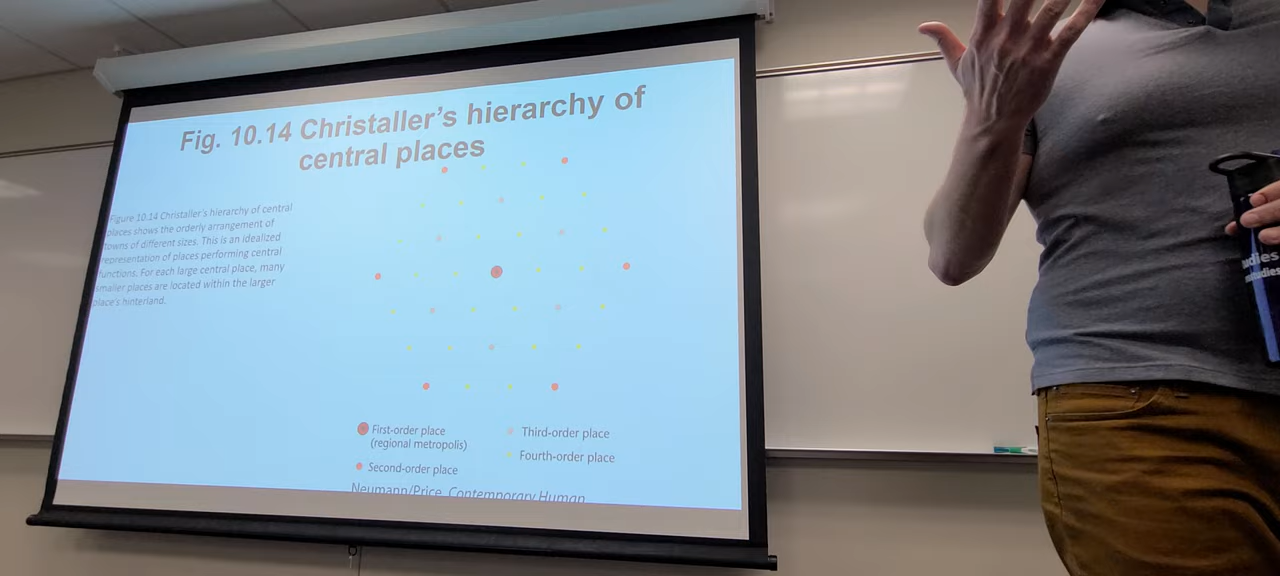 Fig. 10.14 Christaller's hierarchy of
central places
Figure 10.14 Christaller's hierarchy of central
places shows the orderly arrangement of
towns of different sizes. This is an idealized
representation of places performing central
functions. For each large central place, many
smaller places are located within the larger
place's hinterland.
First-order place
(regional metropolis)
Second-order place
Third-order place
Fourth-order place
Neumann/Price, Contemporary Human
udies